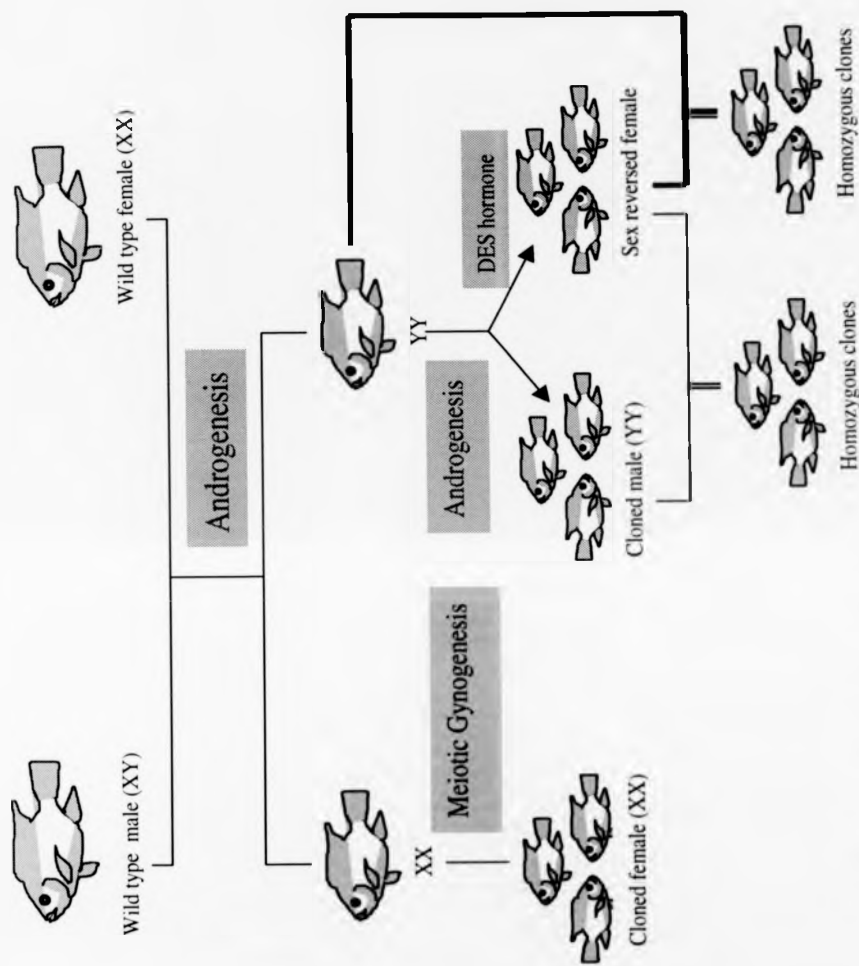 Wild type male (XY)
Wild type female (XX)
Androgenesis
XX
YY
Meiotic Gynogenesis
Androgenesis
DES hormone
Cloned female (XX)
Cloned male (YY)
Sex reversed female
Homozygous clones
Homozygous clones